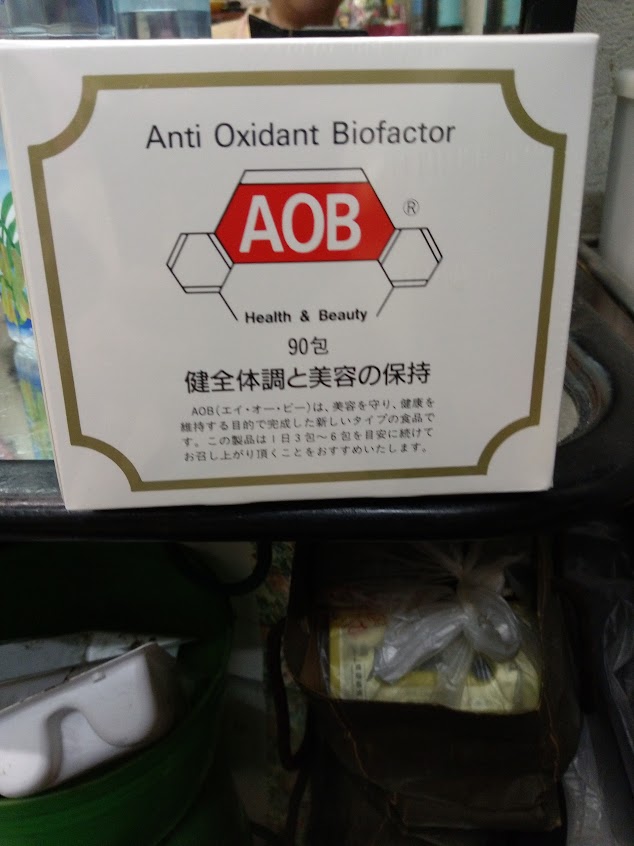 Anti Oxidant Biofactor
AOB®
Health & Beauty
90包
健全体調と美容の保持
AOB(エイ・オー・ビー)は、美容を守り、健康を
維持する目的で完成した新しいタイプの食品で
す。この製品は1日3包〜6包を目安に続けて
お召し上がり頂くことをおすすめいたします。